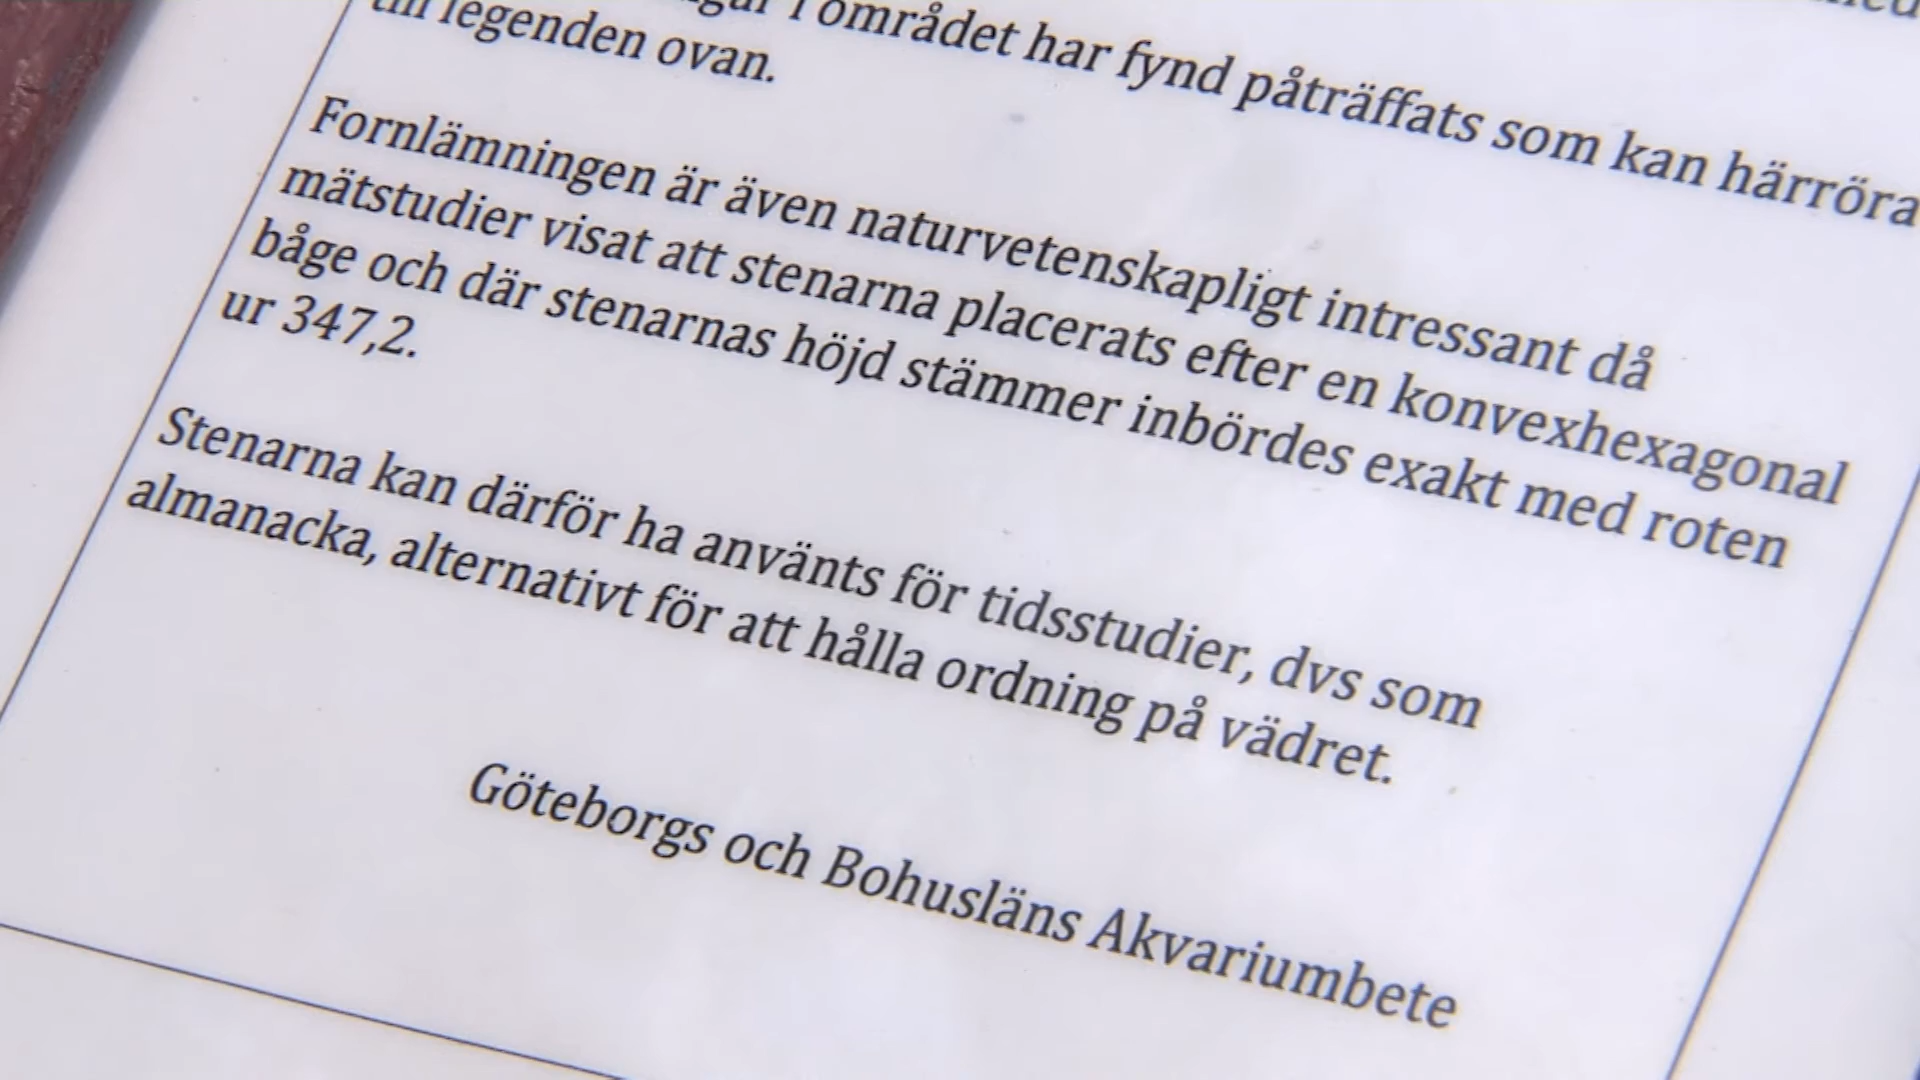 i området har fynd påträffats som kan härröra
till legenden ovan.
Fornlämningen är även naturvetenskapligt intressant då
mätstudier visat att stenarna placerats efter en konvexhexagonal
båge och där stenarnas höjd stämmer inbördes exakt med roten
ur 347,2.
Stenarna kan därför ha använts för tidsstudier, dvs som
almanacka, alternativt för att hålla ordning på vädret.
Göteborgs och Bohusläns Akvariumbete